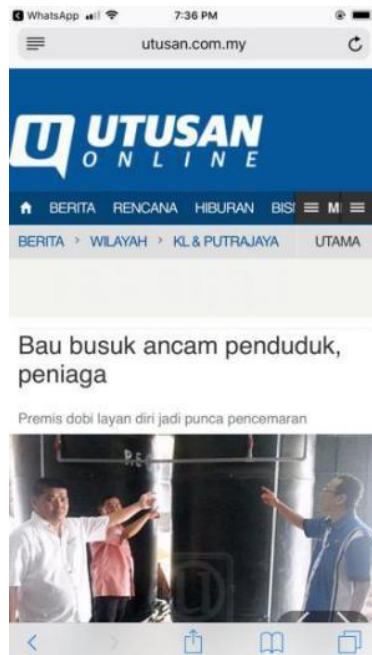 WhatsApp 7:36 PM
utusan.com.my
UTUSAN
ONLINE
BERITA RENCANA HIBURAN BIS M
BERITA > WILAYAH > KL & PUTRAJAYA UTAMA
Bau busuk ancam penduduk,
peniaga
Premis dobi layan diri jadi punca pencemaran